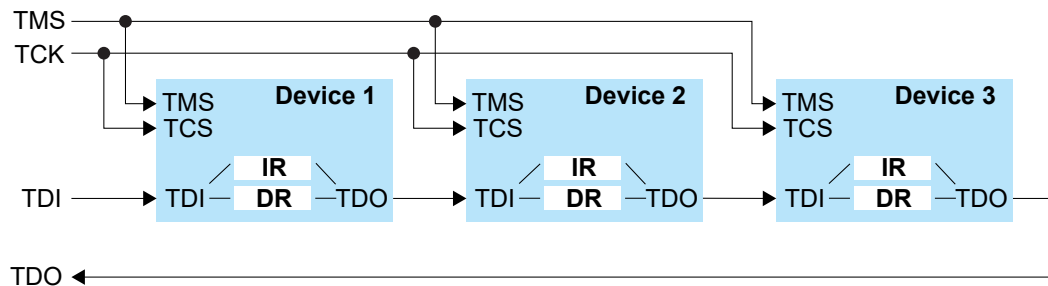 TMS
TCK
Device 1
Device 2
Device 3
TMS
TMS
TMS
TCS
TCS
TCS
IR
IR
IR
TDI
TDI
DR
TDO
TDI
DR
TDO
TDI
DR
TDO
TDO